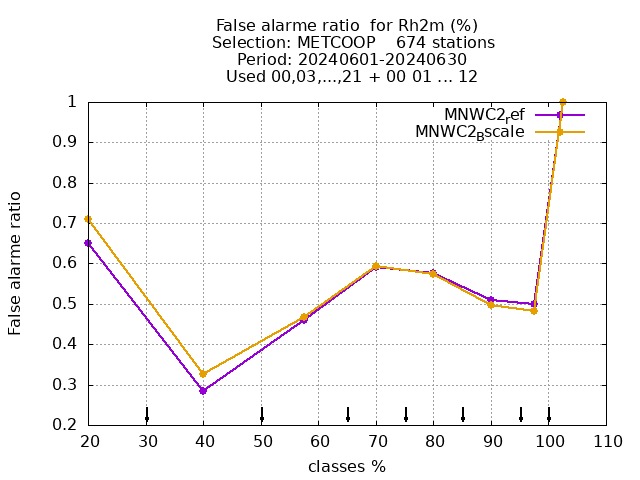 False alarme ratio  for Rh2m (%)
Selection: METCOOP    674 stations
Period: 20240601-20240630
Used 00,03,...,21 + 00 01 ... 12
MNWC2ref
MNWC2Bscale
1
0.9
0.8
0.7
0.6
0.5
0.4
0.3
0.2
False alarme ratio
20 30 40 50 60 70 80 90 100 110
classes %